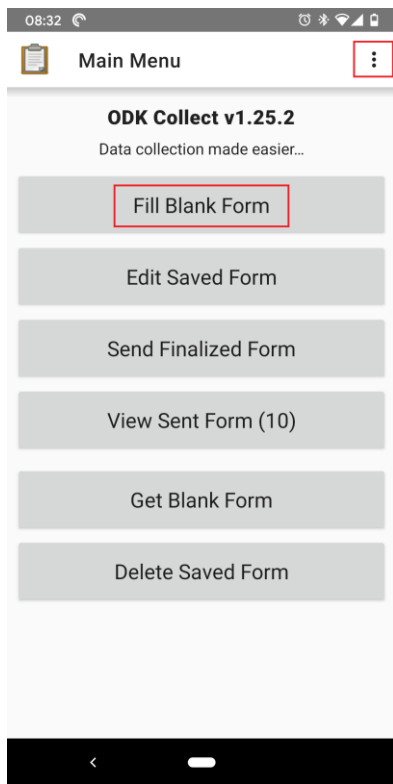 08:32
Main Menu
ODK Collect v1.25.2
Data collection made easier...
Fill Blank Form
Edit Saved Form
Send Finalized Form
View Sent Form (10)
Get Blank Form
Delete Saved Form